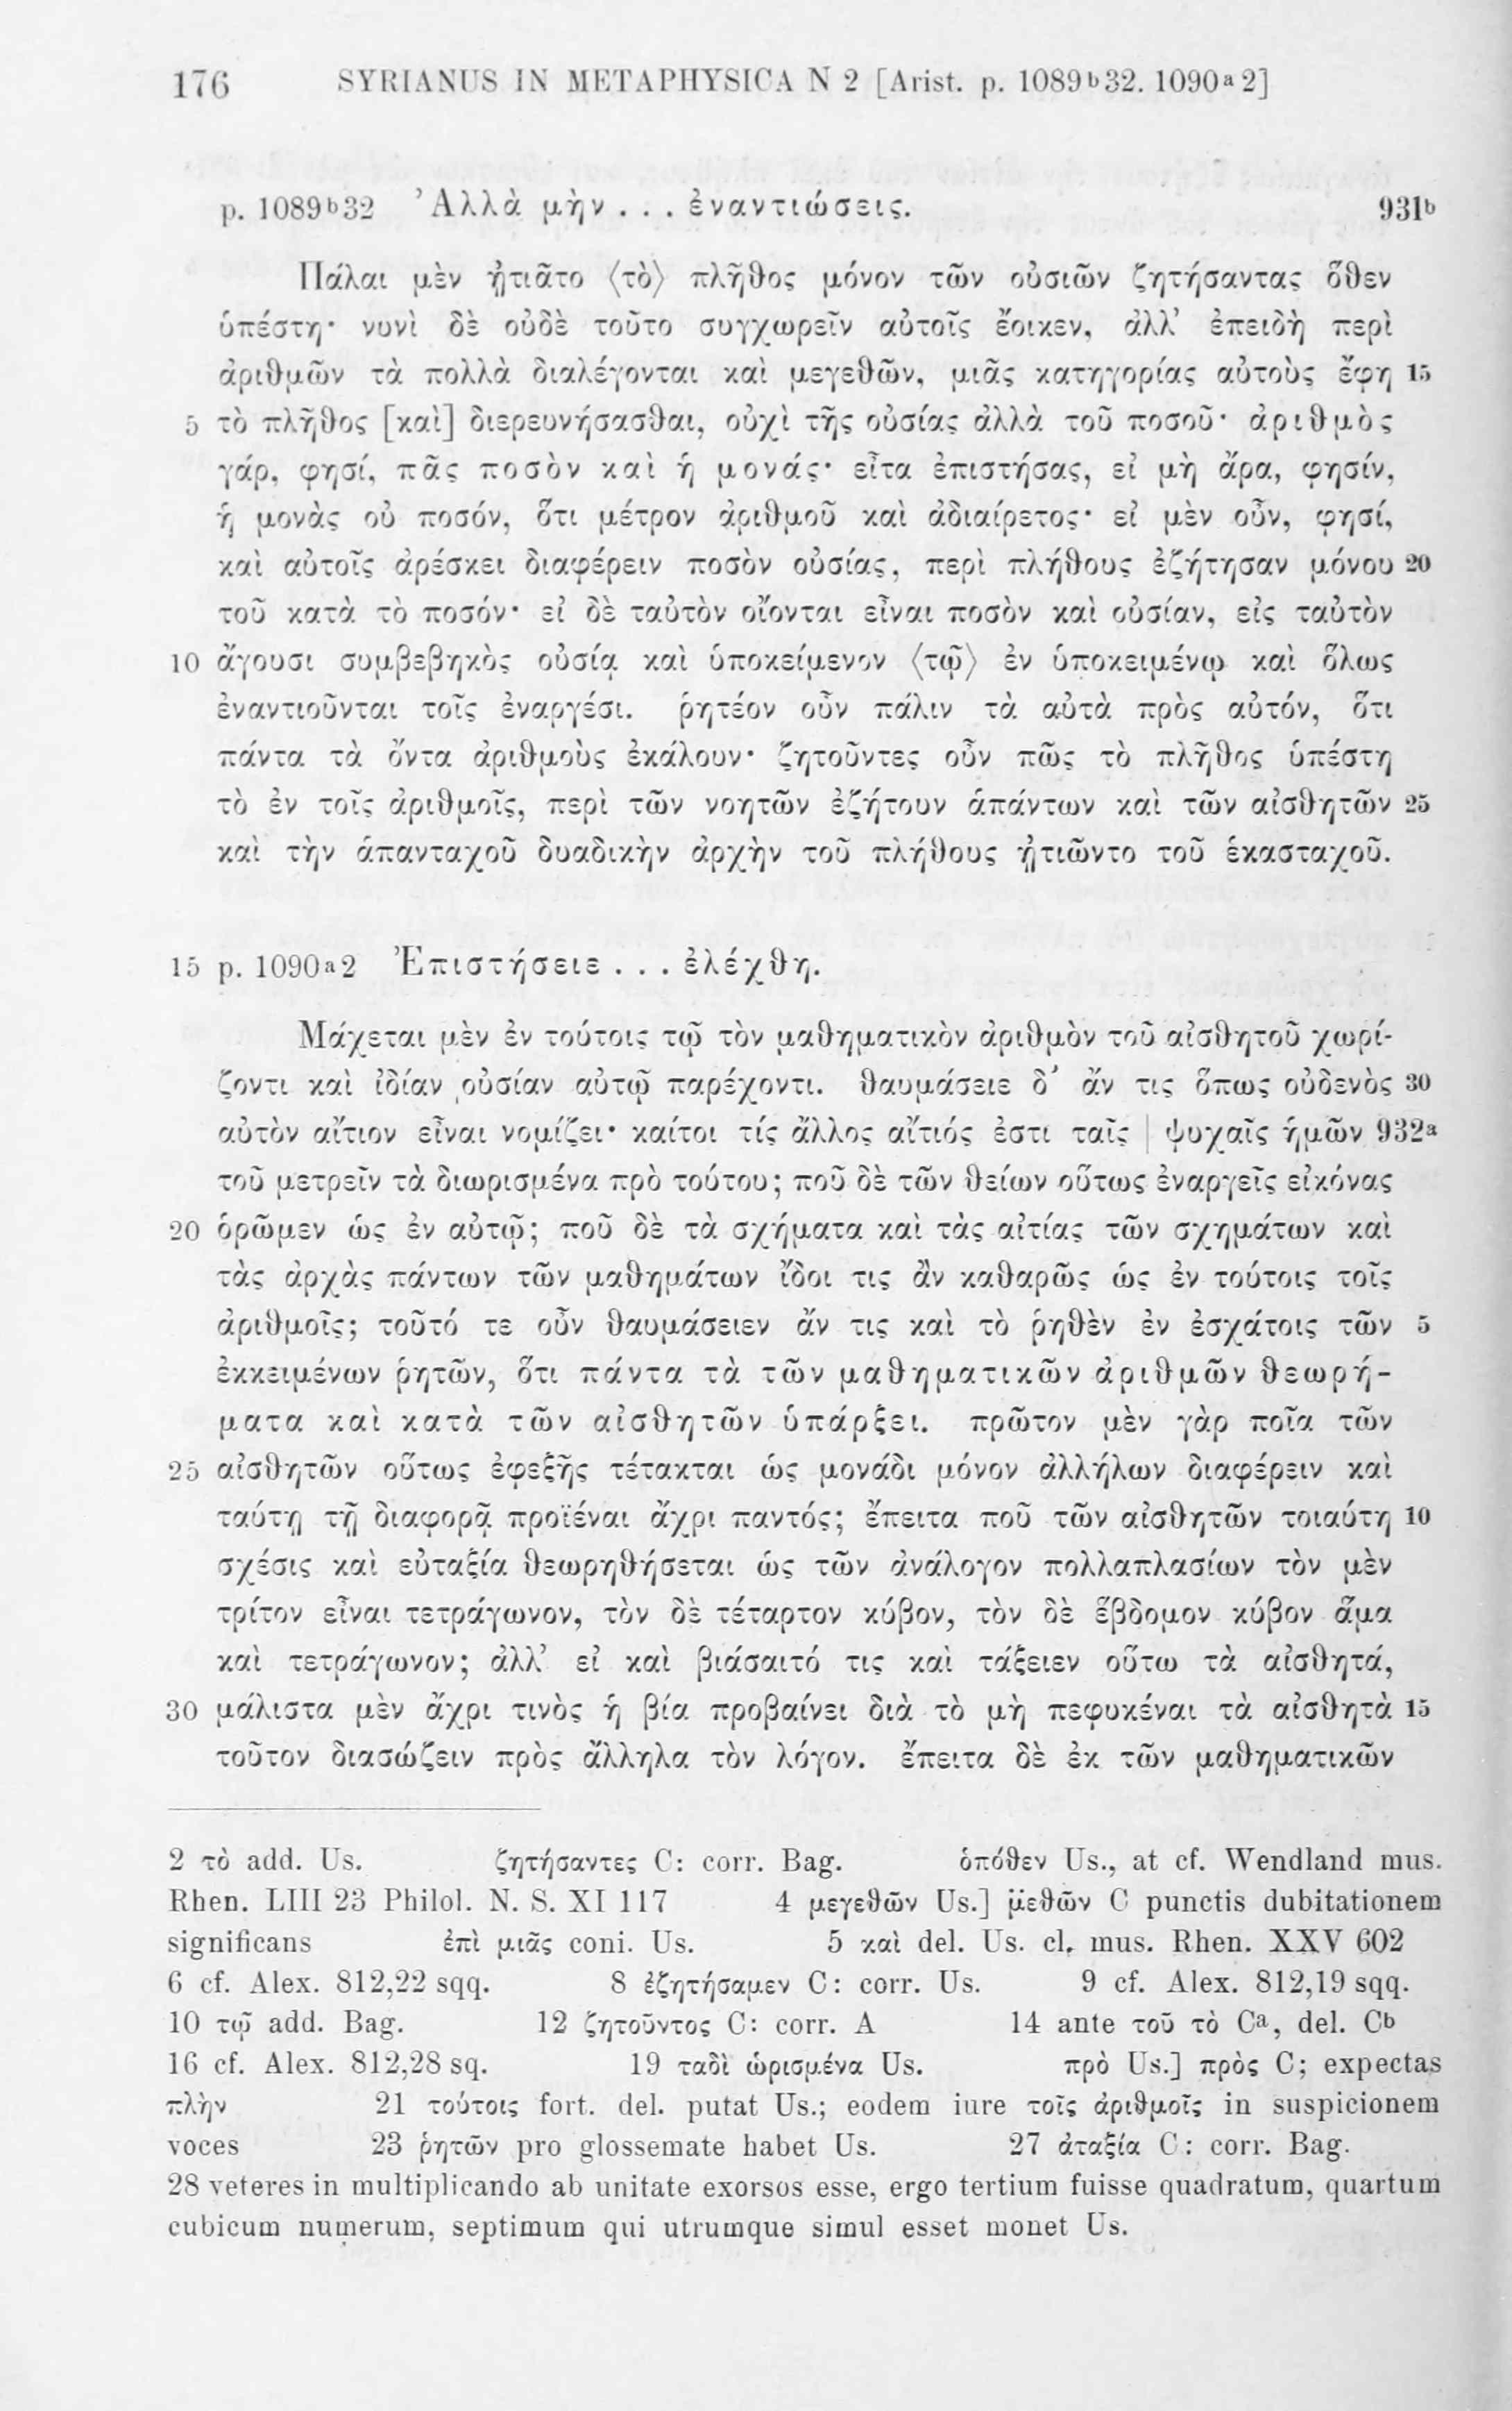 176 SYRIANUS IN METAPHYSICA N 2 [Arist. p. 1089ᵇ32. 1090ᵃ2]
p. 1089ᵇ32 Ἀλλὰ μὴν . . . ἐναντιώσεις. 931ᵇ
Πάλαι μὲν ᾐτιᾶτο ⟨τὸ⟩ πλῆθος μόνον τῶν οὐσιῶν ζητήσαντας ὅθεν
ὑπέστη· νυνὶ δὲ οὐδὲ τοῦτο συγχωρεῖν αὐτοῖς ἔοικεν, ἀλλ’ ἐπειδὴ περὶ
ἀριθμῶν τὰ πολλὰ διαλέγονται καὶ μεγεθῶν, μιᾶς κατηγορίας αὐτοὺς ἔφη 15
5 τὸ πλῆθος [καὶ] διερευνήσασθαι, οὐχὶ τῆς οὐσίας ἀλλὰ τοῦ ποσοῦ· ἀριθμὸς
γάρ, φησί, πᾶς ποσὸν καὶ ἡ μονάς· εἶτα ἐπιστήσας, εἰ μὴ ἄρα, φησίν,
ἡ μονὰς οὐ ποσόν, ὅτι μέτρον ἀριθμοῦ καὶ ἀδιαίρετος· εἰ μὲν οὖν, φησί,
καὶ αὐτοῖς ἀρέσκει διαφέρειν ποσὸν οὐσίας, περὶ πλήθους ἐζήτησαν μόνου 20
τοῦ κατὰ τὸ ποσόν· εἰ δὲ ταὐτὸν οἴονται εἶναι ποσὸν καὶ οὐσίαν, εἰς ταὐτὸν
10 ἄγουσι συμβεβηκὸς οὐσίᾳ καὶ ὑποκείμενον ⟨τῷ⟩ ἐν ὑποκειμένῳ καὶ ὅλως
ἐναντιοῦνται τοῖς ἐναργέσι. ῥητέον οὖν πάλιν τὰ αὐτὰ πρὸς αὐτόν, ὅτι
πάντα τὰ ὄντα ἀριθμοὺς ἐκάλουν· ζητοῦντες οὖν πῶς τὸ πλῆθος ὑπέστη
τὸ ἐν τοῖς ἀριθμοῖς, περὶ τῶν νοητῶν ἐζήτουν ἁπάντων καὶ τῶν αἰσθητῶν 25
καὶ τὴν ἁπανταχοῦ δυαδικὴν ἀρχὴν τοῦ πλήθους ᾐτιῶντο τοῦ ἑκασταχοῦ.
15 p. 1090ᵃ2 Ἐπιστήσειε . . . ἐλέχθη.
Μάχεται μὲν ἐν τούτοις τῷ τὸν μαθηματικὸν ἀριθμὸν τοῦ αἰσθητοῦ χωρί-
ζοντι καὶ ἰδίαν οὐσίαν αὐτῷ παρέχοντι. θαυμάσειε δ’ ἄν τις ὅπως οὐδενὸς 30
αὐτὸν αἴτιον εἶναι νομίζει· καίτοι τίς ἄλλος αἴτιός ἐστι ταῖς | ψυχαῖς ἡμῶν 932ᵃ
τοῦ μετρεῖν τὰ διωρισμένα πρὸ τούτου; ποῦ δὲ τῶν θείων οὕτως ἐναργεῖς εἰκόνας
20 ὁρῶμεν ὡς ἐν αὐτῷ; ποῦ δὲ τὰ σχήματα καὶ τὰς αἰτίας τῶν σχημάτων καὶ
τὰς ἀρχὰς πάντων τῶν μαθημάτων ἴδοι τις ἂν καθαρῶς ὡς ἐν τούτοις τοῖς
ἀριθμοῖς; τοῦτό τε οὖν θαυμάσειεν ἄν τις καὶ τὸ ῥηθὲν ἐν ἐσχάτοις τῶν 5
ἐκκειμένων ῥητῶν, ὅτι πάντα τὰ τῶν μαθηματικῶν ἀριθμῶν θεωρή-
ματα καὶ κατὰ τῶν αἰσθητῶν ὑπάρξει. πρῶτον μὲν γὰρ ποῖα τῶν
25 αἰσθητῶν οὕτως ἐφεξῆς τέτακται ὡς μονάδι μόνον ἀλλήλων διαφέρειν καὶ
ταύτῃ τῇ διαφορᾷ προϊέναι ἄχρι παντός; ἔπειτα ποῦ τῶν αἰσθητῶν τοιαύτη 10
σχέσις καὶ εὐταξία θεωρηθήσεται ὡς τῶν ἀνάλογον πολλαπλασίων τὸν μὲν
τρίτον εἶναι τετράγωνον, τὸν δὲ τέταρτον κύβον, τὸν δὲ ἕβδομον κύβον ἅμα
καὶ τετράγωνον; ἀλλ’ εἰ καὶ βιάσαιτό τις καὶ τάξειεν οὕτω τὰ αἰσθητά,
30 μάλιστα μὲν ἄχρι τινὸς ἡ βία προβαίνει διὰ τὸ μὴ πεφυκέναι τὰ αἰσθητὰ 15
τοῦτον διασώζειν πρὸς ἄλληλα τὸν λόγον. ἔπειτα δὲ ἐκ τῶν μαθηματικῶν
2 τὸ add. Us. ζητήσαντες C: corr. Bag. ὁπόθεν Us., at cf. Wendland mus.
Rhen. LIII 23 Philol. N. S. XI 117 4 μεγεθῶν Us.] μ̈εθῶν C punctis dubitationem
significans ἐπὶ μιᾶς coni. Us. 5 καὶ del. Us. cl. mus. Rhen. XXV 602
6 cf. Alex. 812,22 sqq. 8 ἐζητήσαμεν C: corr. Us. 9 cf. Alex. 812,19 sqq.
10 τῷ add. Bag. 12 ζητοῦντος C: corr. A 14 ante τοῦ τὸ Cᵃ, del. Cᵇ
16 cf. Alex. 812,28 sq. 19 ταδὶ ὡρισμένα Us. πρὸ Us.] πρὸς C; expectas
πλὴν 21 τούτοις fort. del. putat Us.; eodem iure τοῖς ἀριθμοῖς in suspicionem
voces 23 ῥητῶν pro glossemate habet Us. 27 ἀταξία C: corr. Bag.
28 veteres in multiplicando ab unitate exorsos esse, ergo tertium fuisse quadratum, quartum
cubicum numerum, septimum qui utrumque simul esset monet Us.